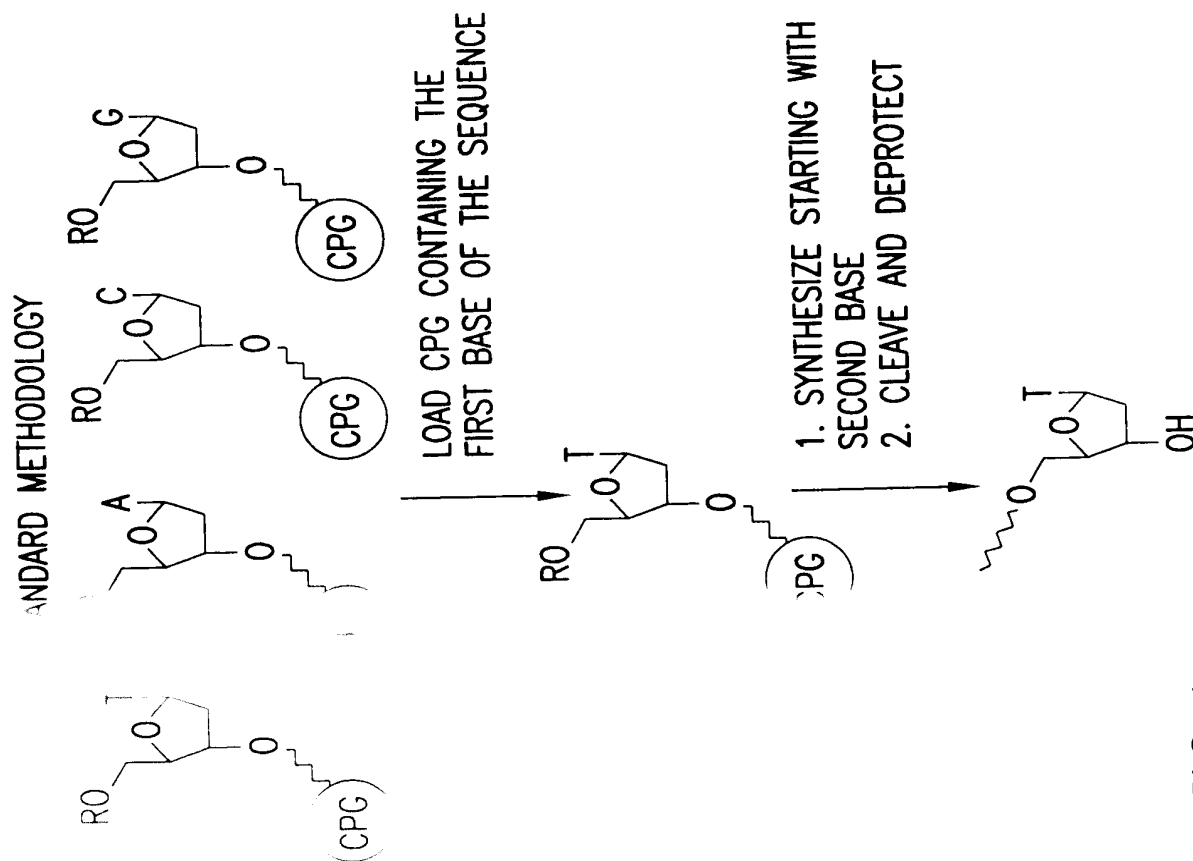 ANDARD METHODOLOGY
RO
O
T
O
CPG
O
A
O
RO
O
C
O
CPG
RO
O
G
O
CPG
LOAD CPG CONTAINING THE
FIRST BASE OF THE SEQUENCE
RO
O
T
O
CPG
1. SYNTHESIZE STARTING WITH
SECOND BASE
2. CLEAVE AND DEPROTECT
O
O
T
OH